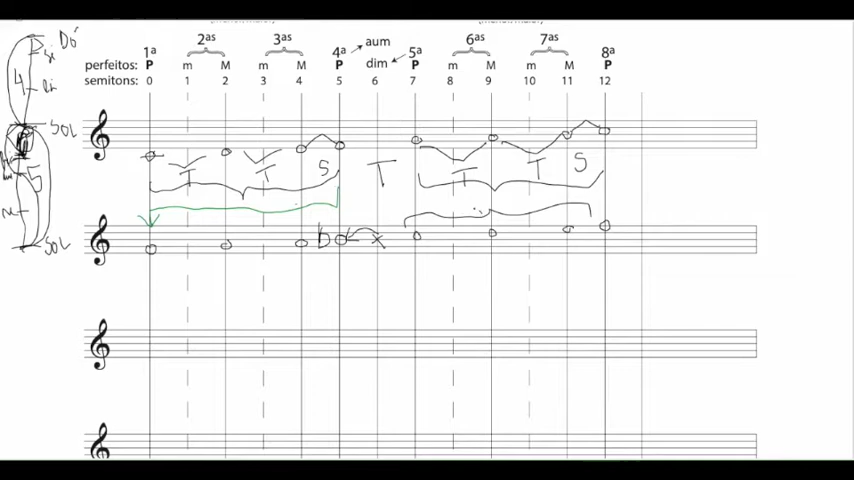 2as 3as aum 6as 7as
1a 4a 5a 8a
perfeitos: P m M m M P dim P m M m M P
semitons: 0 1 2 3 4 5 6 7 8 9 10 11 12
Dó
si
4
SOL
T T S T T T S
5
SOL
b x